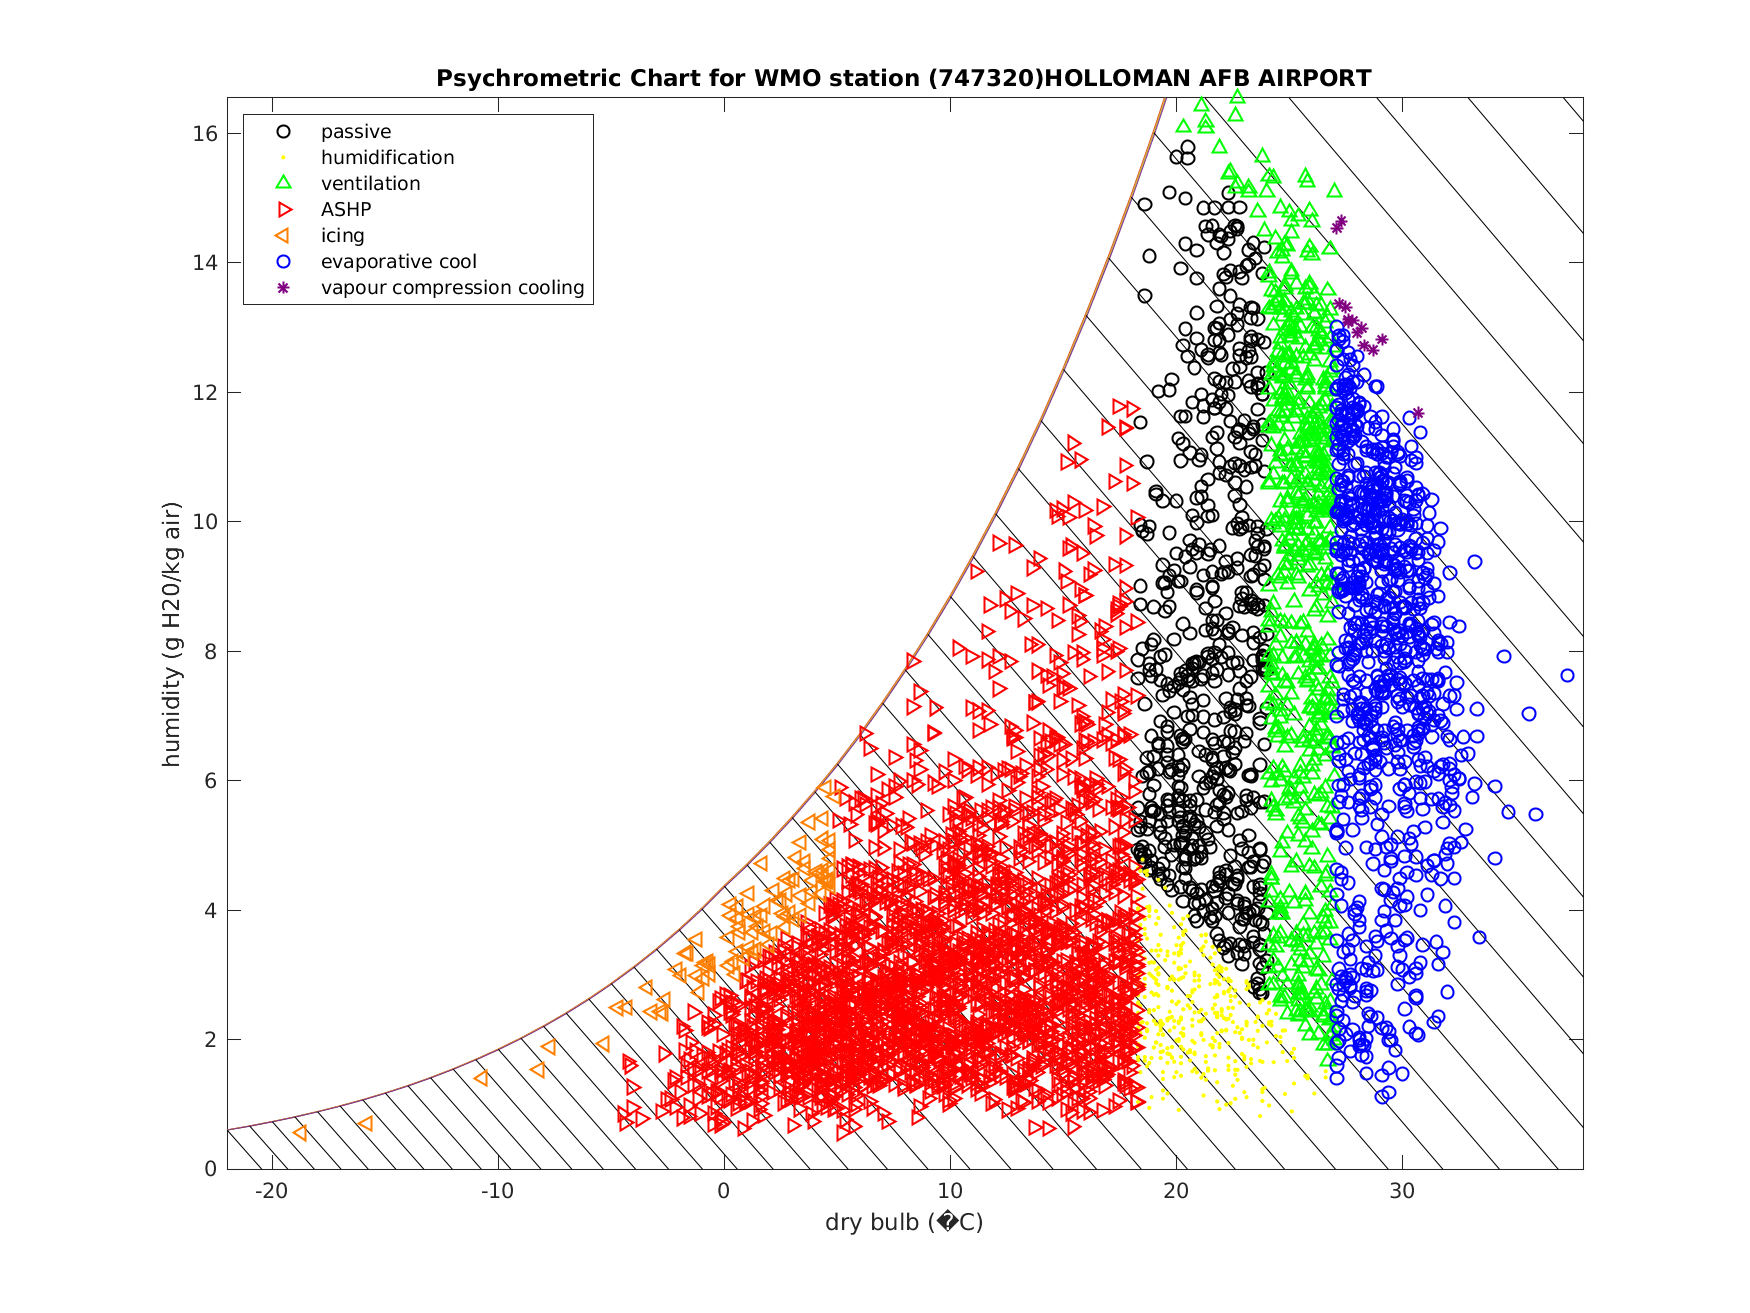 Psychrometric Chart for WMO station (747320)HOLLOMAN AFB AIRPORT
passive
humidification
ventilation
ASHP
icing
evaporative cool
vapour compression cooling
humidity (g H20/kg air)
16
14
12
10
8
6
4
2
0
-20
-10
0
10
20
30
dry bulb (�C)